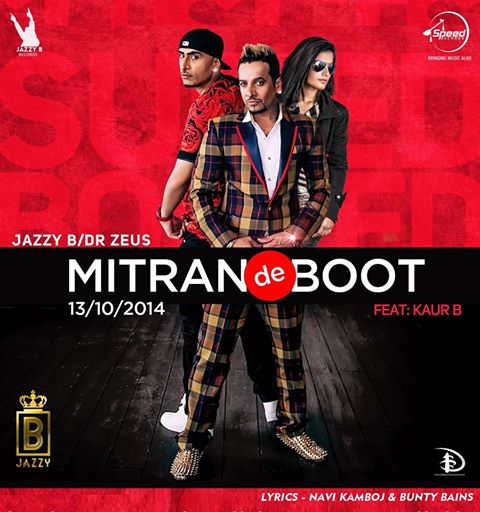 JAZZY B
RECORDS
Speed
RECORDS
BRINGING MUSIC ALIVE
SUITED
BOOTED
JAZZY B/DR ZEUS
MITRAN de BOOT
13/10/2014
FEAT: KAUR B
B
JAZZY
LYRICS - NAVI KAMBOJ & BUNTY BAINS